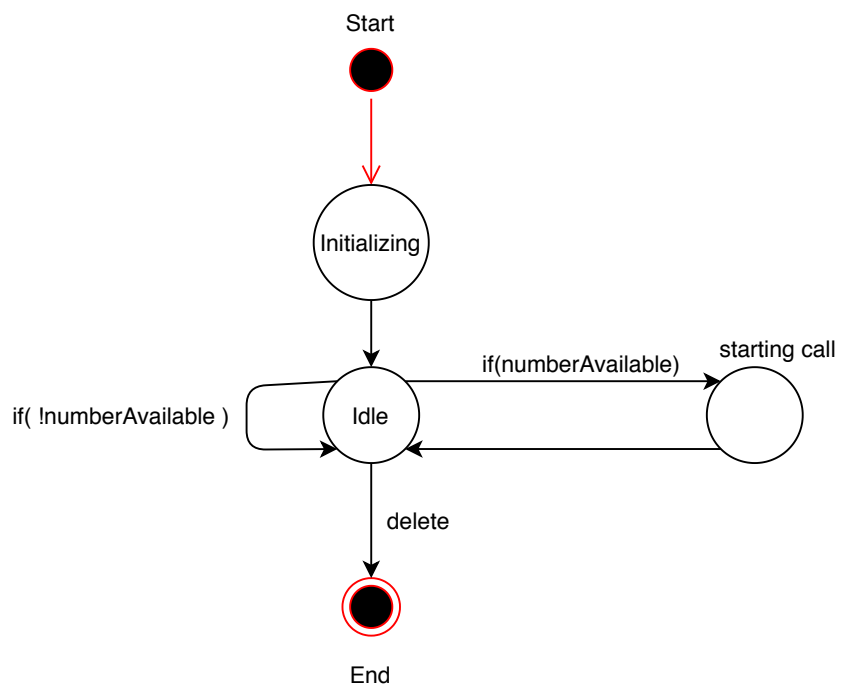 Start
Initializing
starting call
if(numberAvailable)
if( !numberAvailable )
Idle
delete
End